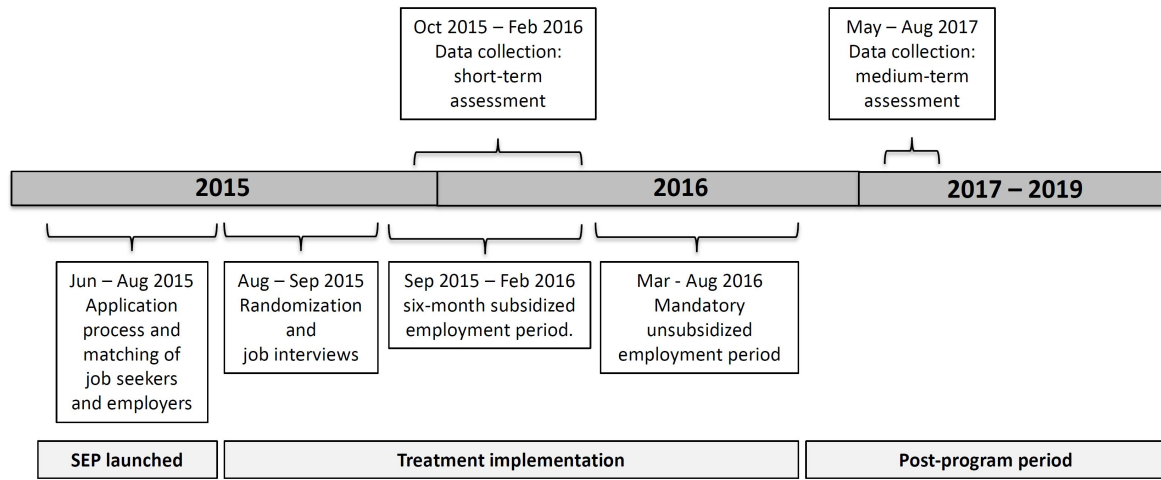 Oct 2015 – Feb 2016
Data collection:
short-term
assessment
May – Aug 2017
Data collection:
medium-term
assessment
2015
2016
2017 – 2019
Jun – Aug 2015
Application
process and
matching of
job seekers
and employers
Aug – Sep 2015
Randomization
and
job interviews
Sep 2015 – Feb 2016
six-month subsidized
employment period.
Mar - Aug 2016
Mandatory
unsubsidized
employment period
SEP launched
Treatment implementation
Post-program period